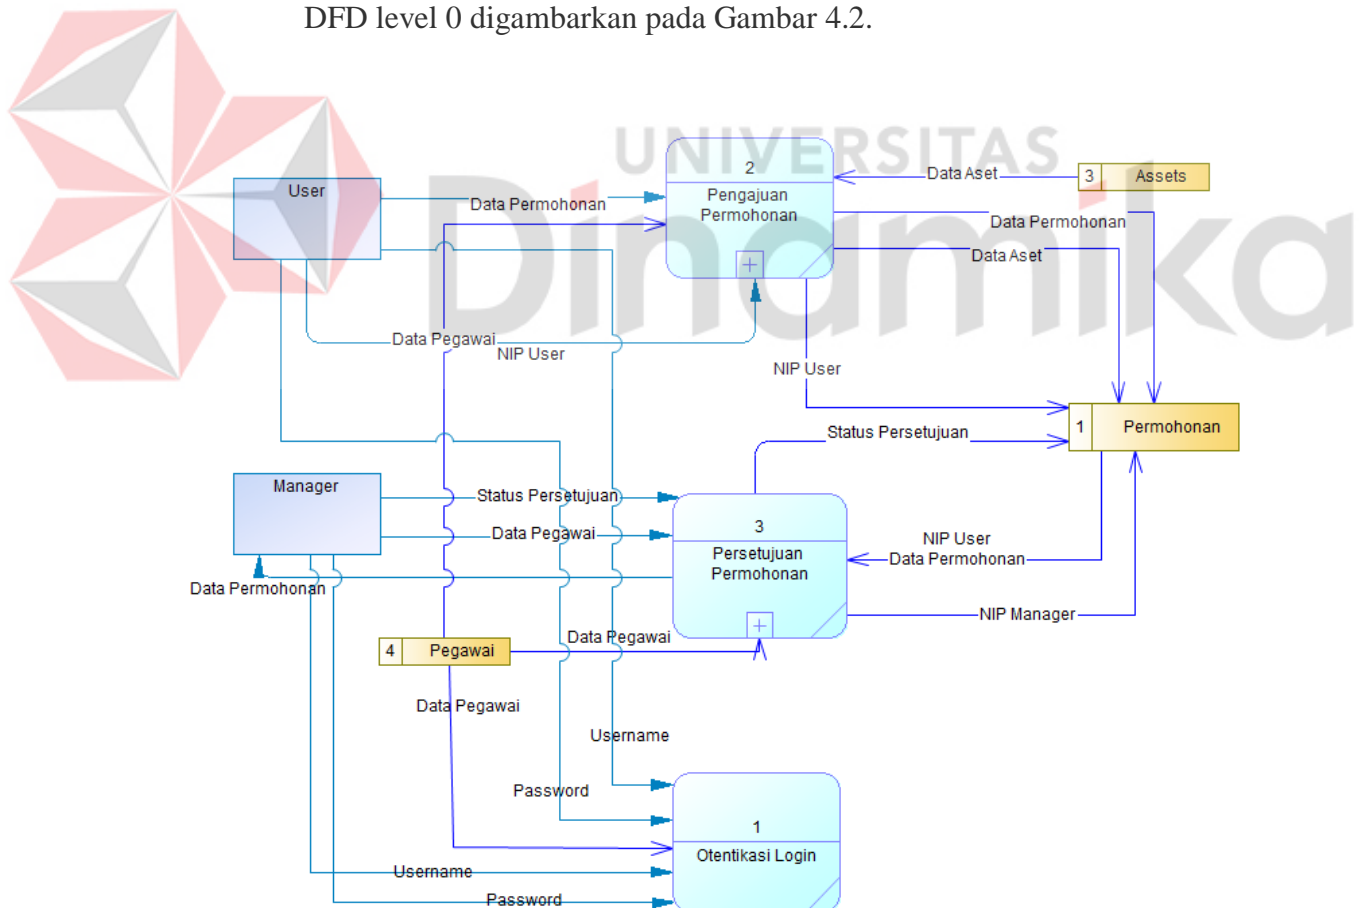 DFD level 0 digambarkan pada Gambar 4.2.
UNIVERSITAS
Dinamika
2
Pengajuan
Permohonan
User
Data Permohonan
Data Aset
3 Assets
Data Permohonan
Data Aset
Data Pegawai
NIP User
NIP User
1 Permohonan
Status Persetujuan
Manager
Status Persetujuan
Data Pegawai
3
Persetujuan
Permohonan
NIP User
Data Permohonan
Data Permohonan
NIP Manager
4 Pegawai
Data Pegawai
Data Pegawai
Username
Password
1
Otentikasi Login
Username
Password